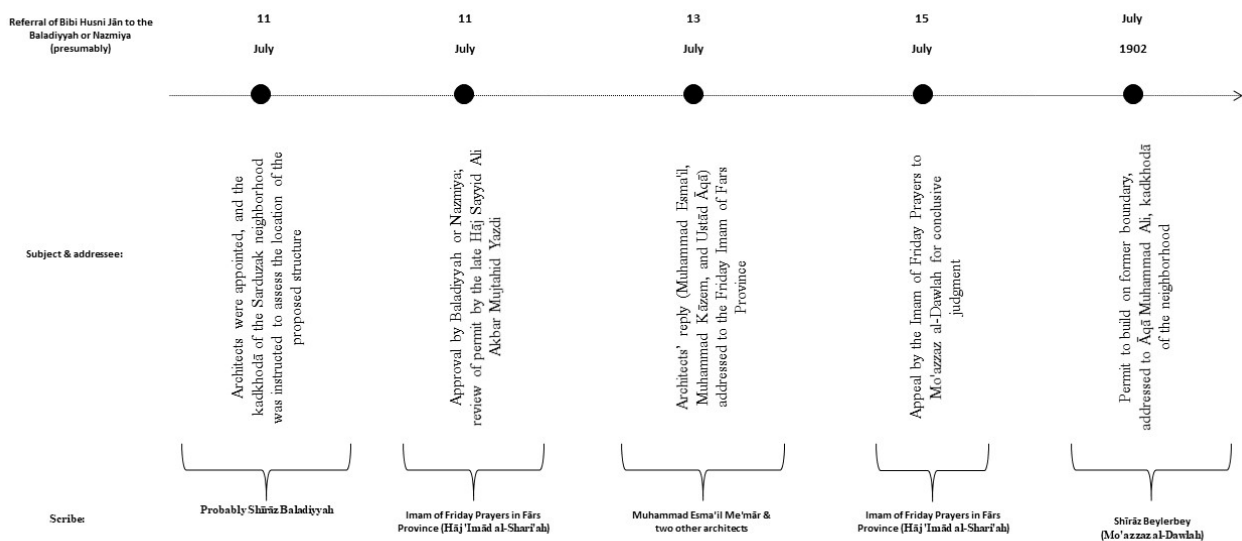 Referral of Bibi Husni Jān to the
Baladiyyah or Nazmiya
(presumably)
11
July
11
July
13
July
15
July
July
1902
Subject & addressee:
Architects were appointed, and the
kadkhodā of the Sarduzak neighborhood
was instructed to assess the location of the
proposed structure
Approval by Baladiyyah or Nazmiya;
review of permit by the late Hāj Sayyid Ali
Akbar Mujtahid Yazdi
Architects' reply (Muhammad Esma'il,
Muhammad Kāzem, and Ustād Āqā)
addressed to the Friday Imam of Fars
Province
Appeal by the Imam of Friday Prayers to
Mo'azzaz al-Dawlah for conclusive
judgment
Permit to build on former boundary,
addressed to Āqā Muhammad Ali, kadkhodā
of the neighborhood
Scribe:
Probably Shīrāz Baladiyyah
Imam of Friday Prayers in Fārs
Province (Hāj 'Imād al-Shari'ah)
Muhammad Esma'il Me'mār &
two other architects
Imam of Friday Prayers in Fārs
Province (Hāj 'Imād al-Shari'ah)
Shīrāz Beylerbey
(Mo'azzaz al-Dawlah)